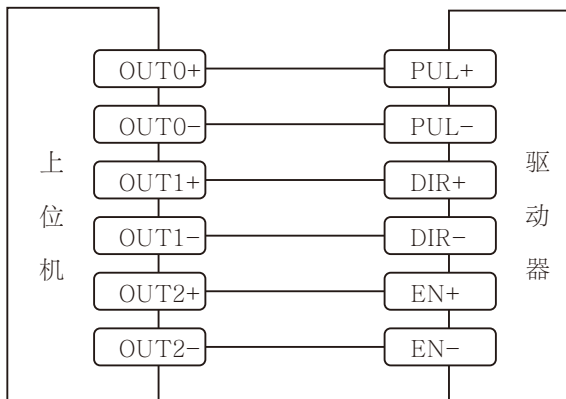 OUT0+ PUL+
OUT0- PUL-
OUT1+ DIR+
OUT1- DIR-
OUT2+ EN+
OUT2- EN-
上位机
驱动器